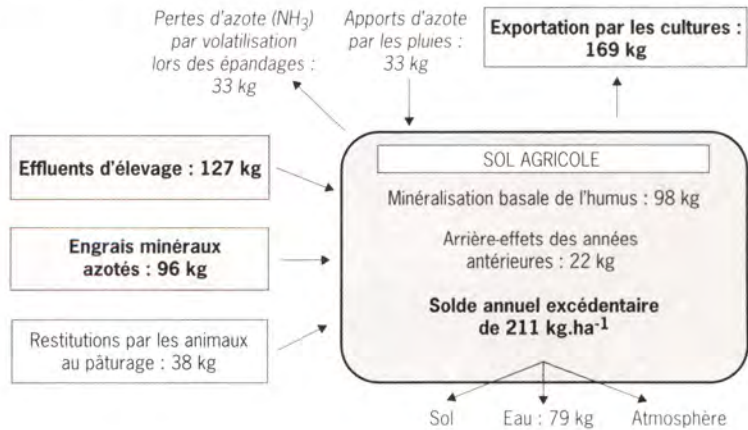 Pertes d'azote (NH₃)
par volatilisation
lors des épandages :
33 kg
Apports d'azote
par les pluies :
33 kg
Exportation par les cultures :
169 kg
Effluents d'élevage : 127 kg
Engrais minéraux
azotés : 96 kg
Restitutions par les animaux
au pâturage : 38 kg
SOL AGRICOLE
Minéralisation basale de l'humus : 98 kg
Arrière-effets des années
antérieures : 22 kg
Solde annuel excédentaire
de 211 kg.ha⁻¹
Sol
Eau : 79 kg
Atmosphère